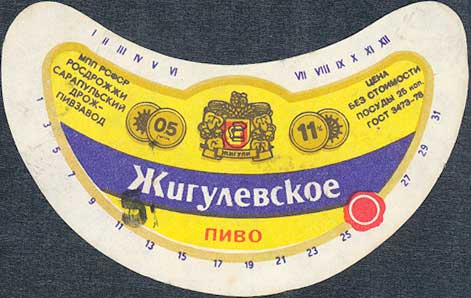 I II III IV V VI
VII VIII IX X XI XII
МПП РСФСР
РОСДРОЖЖИ
САРАПУЛЬСКИЙ
ДРОЖ-
ПИВЗАВОД
0,5
11%
ЖИГУЛИ
ЦЕНА
БЕЗ СТОИМОСТИ
ПОСУДЫ 25 коп.
ГОСТ 3473-78
Жигулевское
ПИВО
1 3 5 7 9 11 13 15 17 19 21 23 25 27 29 31